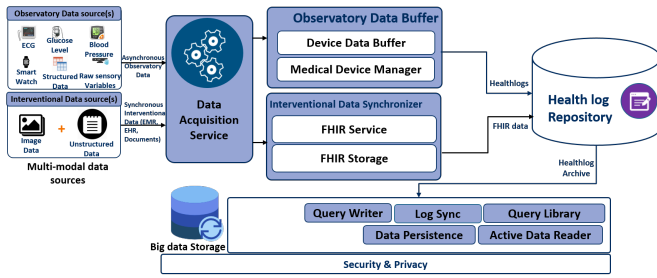 Observatory Data source(s)
ECG
Glucose
Level
Blood
Pressure
Smart
Watch
Structured
Data
Raw sensory
Variables
Interventional Data source(s)
Image
Data
+
Unstructured
Data
Multi-modal data
sources
Asynchronous
Observatory
Data
Synchronous
Interventional
Data (EMR,
EHR,
Documents)
Data
Acquisition
Service
Observatory Data Buffer
Device Data Buffer
Medical Device Manager
Interventional Data Synchronizer
FHIR Service
FHIR Storage
Healthlogs
FHIR data
Health log
Repository
Healthlog
Archive
Big data Storage
Query Writer
Log Sync
Query Library
Data Persistence
Active Data Reader
Security & Privacy